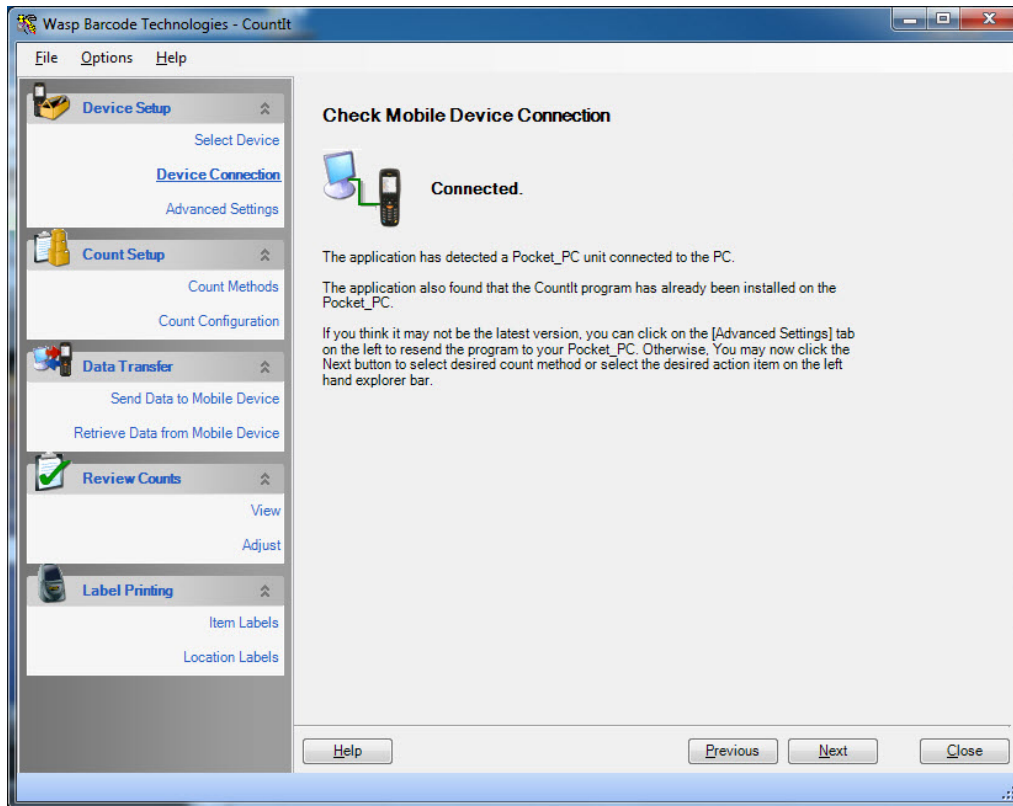 Wasp Barcode Technologies - CountIt
File Options Help
Device Setup
Select Device
Device Connection
Advanced Settings
Count Setup
Count Methods
Count Configuration
Data Transfer
Send Data to Mobile Device
Retrieve Data from Mobile Device
Review Counts
View
Adjust
Label Printing
Item Labels
Location Labels
Check Mobile Device Connection
Connected.
The application has detected a Pocket_PC unit connected to the PC.
The application also found that the CountIt program has already been installed on the
Pocket_PC.
If you think it may not be the latest version, you can click on the [Advanced Settings] tab
on the left to resend the program to your Pocket_PC. Otherwise, You may now click the
Next button to select desired count method or select the desired action item on the left
hand explorer bar.
Help Previous Next Close